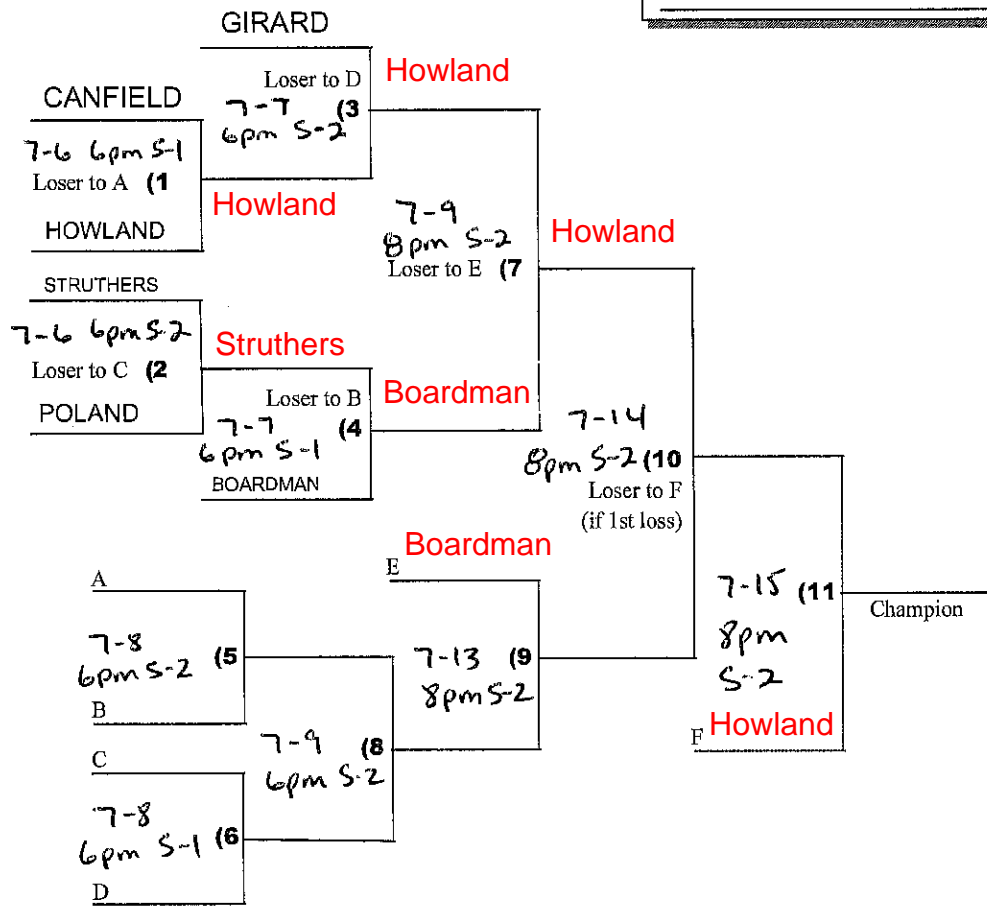 GIRARD
Loser to D
Howland
7-7 (3
6pm S-2
CANFIELD
7-6 6pm S-1
Loser to A (1
Howland
HOWLAND
7-9
8pm S-2
Loser to E (7
Howland
STRUTHERS
7-6 6pm S-2
Loser to C (2
Struthers
POLAND
Loser to B
Boardman
7-7 (4
6pm S-1
BOARDMAN
7-14
8pm S-2 (10
Loser to F
(if 1st loss)
E Boardman
A
7-8
6pm S-2 (5
B
7-13 (9
8pm S-2
7-15 (11
8pm
S-2
Champion
F Howland
C
7-9 (8
6pm S-2
7-8
6pm S-1 (6
D